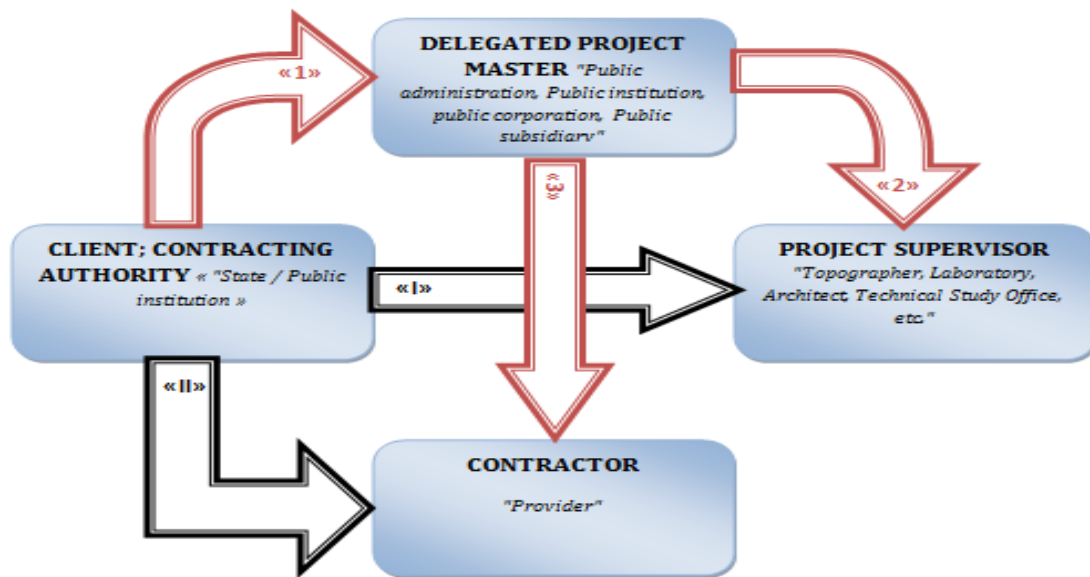 DELEGATED PROJECT
MASTER "Public
administration, Public institution,
public corporation, Public
subsidiary"
«1»
«2»
«3»
CLIENT; CONTRACTING
AUTHORITY « "State / Public
institution »
«I»
PROJECT SUPERVISOR
"Topographer, Laboratory,
Architect, Technical Study Office,
etc."
«II»
CONTRACTOR
"Provider"